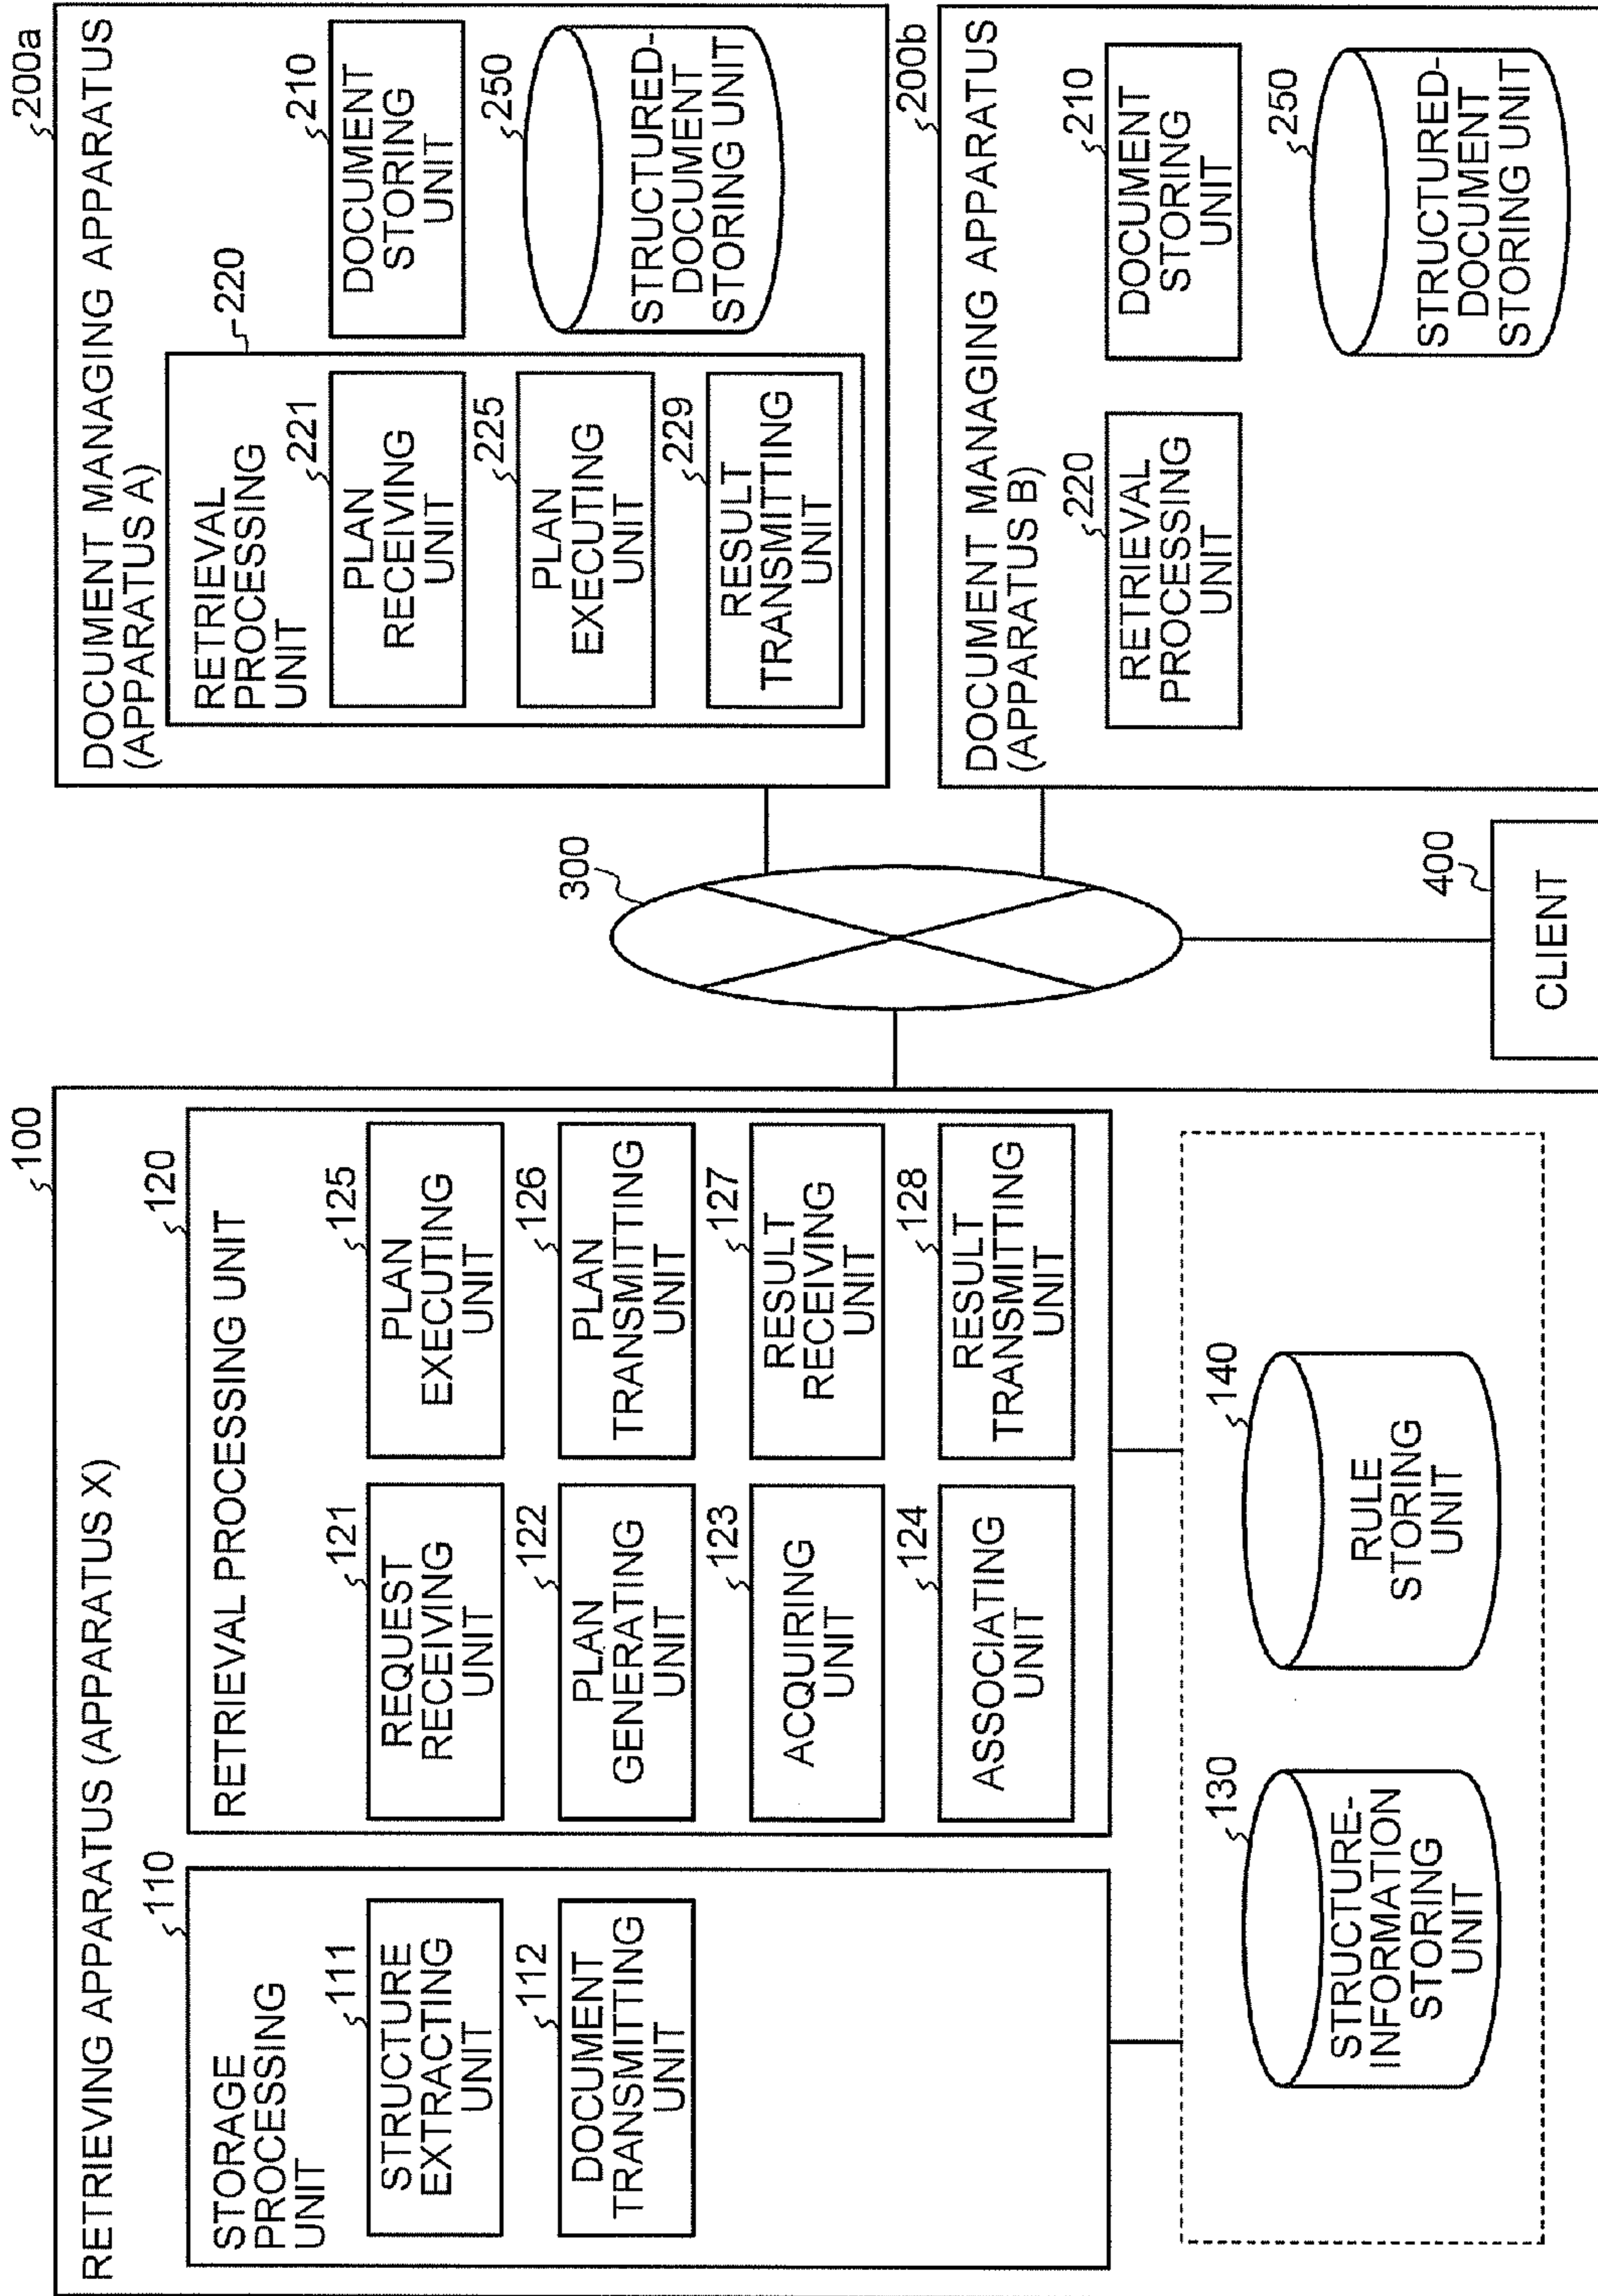 100
RETRIEVING APPARATUS (APPARATUS X)
110
STORAGE
PROCESSING
UNIT
111
STRUCTURE
EXTRACTING
UNIT
112
DOCUMENT
TRANSMITTING
UNIT
120
RETRIEVAL PROCESSING UNIT
121
REQUEST
RECEIVING
UNIT
122
PLAN
GENERATING
UNIT
123
ACQUIRING
UNIT
124
ASSOCIATING
UNIT
125
PLAN
EXECUTING
UNIT
126
PLAN
TRANSMITTING
UNIT
127
RESULT
RECEIVING
UNIT
128
RESULT
TRANSMITTING
UNIT
130
STRUCTURE-
INFORMATION
STORING
UNIT
140
RULE
STORING
UNIT
300
400
CLIENT
200a
DOCUMENT MANAGING APPARATUS
(APPARATUS A)
220
RETRIEVAL
PROCESSING
UNIT
221
PLAN
RECEIVING
UNIT
225
PLAN
EXECUTING
UNIT
229
RESULT
TRANSMITTING
UNIT
210
DOCUMENT
STORING
UNIT
250
STRUCTURED-
DOCUMENT
STORING UNIT
200b
DOCUMENT MANAGING APPARATUS
(APPARATUS B)
220
RETRIEVAL
PROCESSING
UNIT
210
DOCUMENT
STORING
UNIT
250
STRUCTURED-
DOCUMENT
STORING UNIT